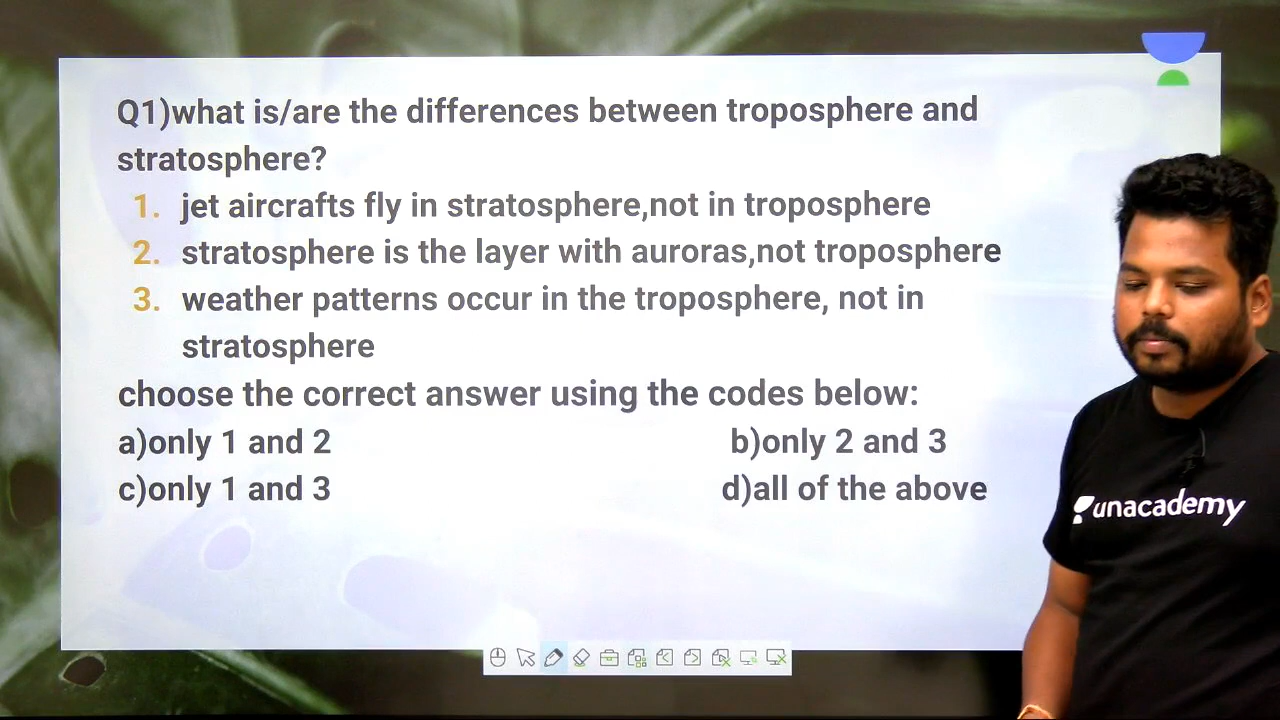 Q1)what is/are the differences between troposphere and
stratosphere?
1. jet aircrafts fly in stratosphere,not in troposphere
2. stratosphere is the layer with auroras,not troposphere
3. weather patterns occur in the troposphere, not in
stratosphere
choose the correct answer using the codes below:
a)only 1 and 2 b)only 2 and 3
c)only 1 and 3 d)all of the above
unacademy